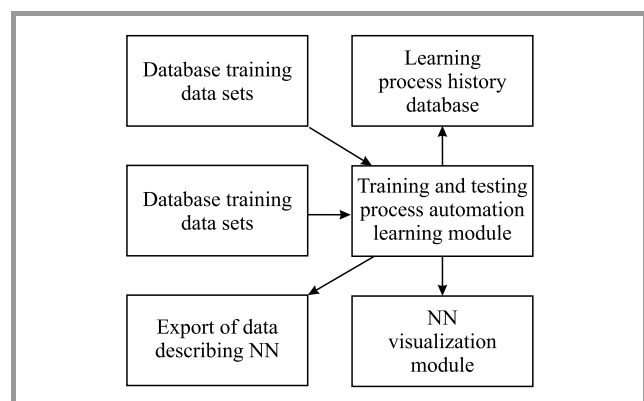 Database training
data sets
Learning
process history
database
Database training
data sets
Training and testing
process automation
learning module
Export of data
describing NN
NN
visualization
module